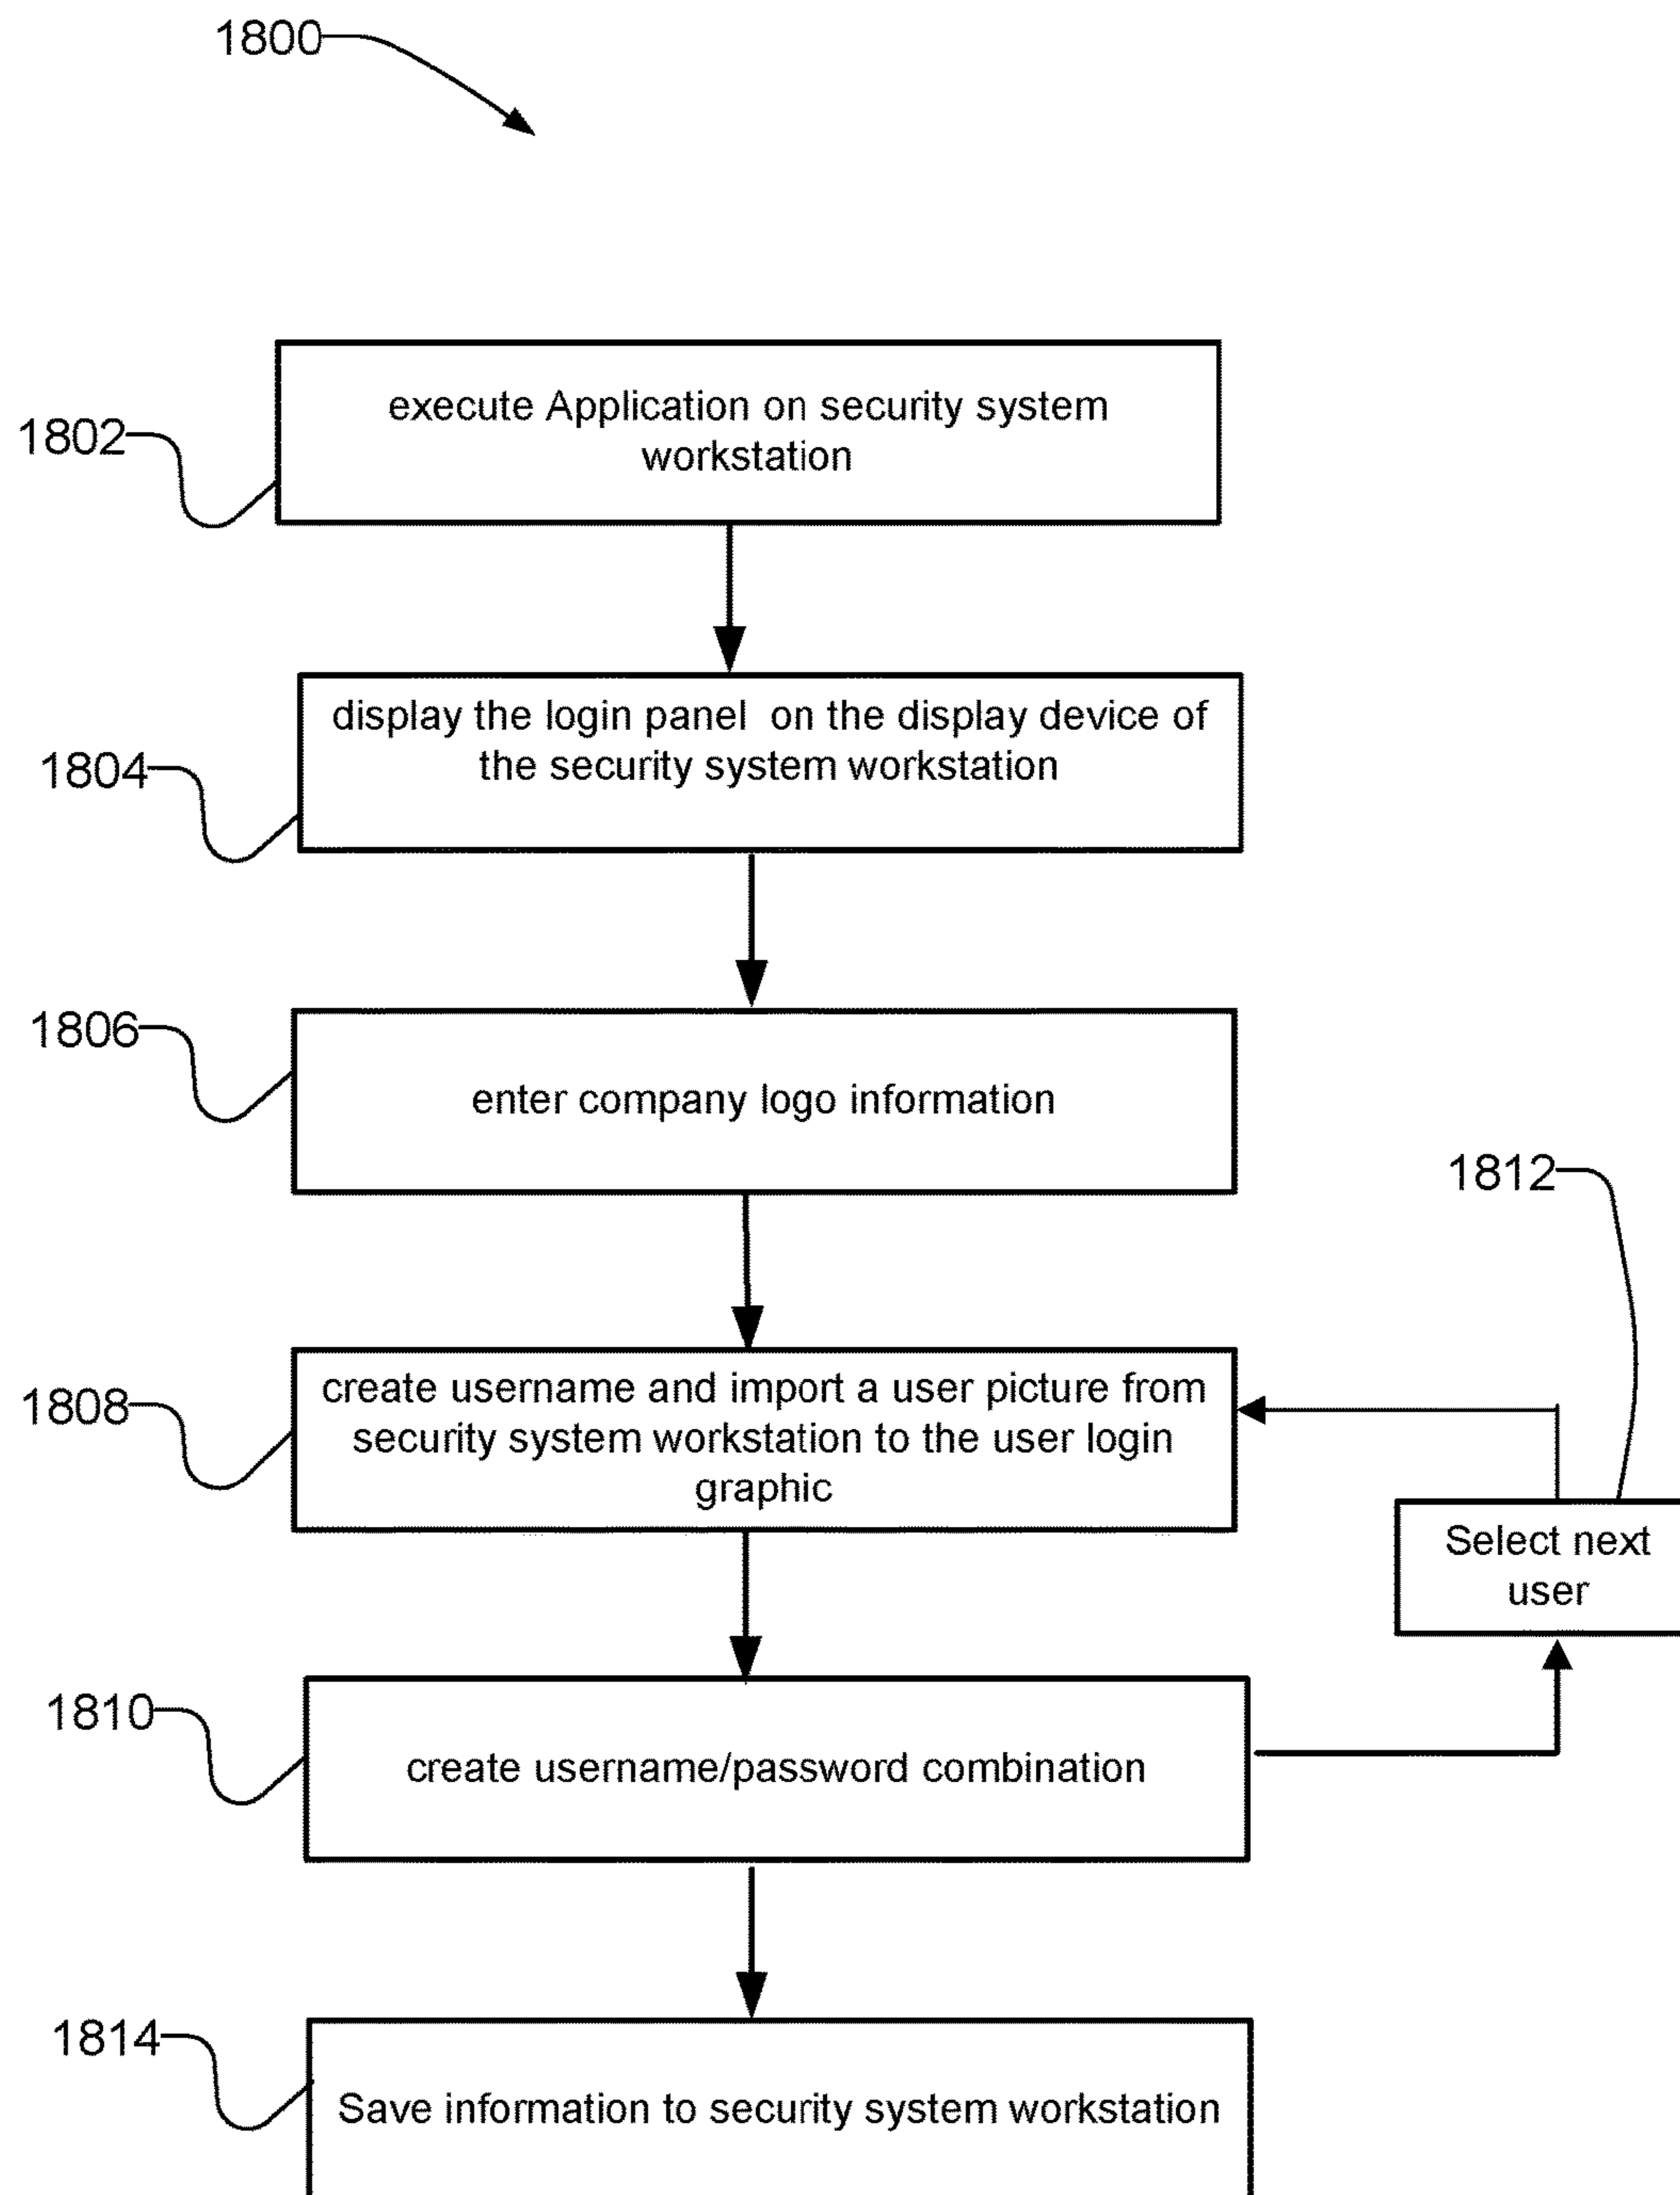 1800
1802
execute Application on security system
workstation
1804
display the login panel on the display device of
the security system workstation
1806
enter company logo information
1812
1808
create username and import a user picture from
security system workstation to the user login
graphic
Select next
user
1810
create username/password combination
1814
Save information to security system workstation